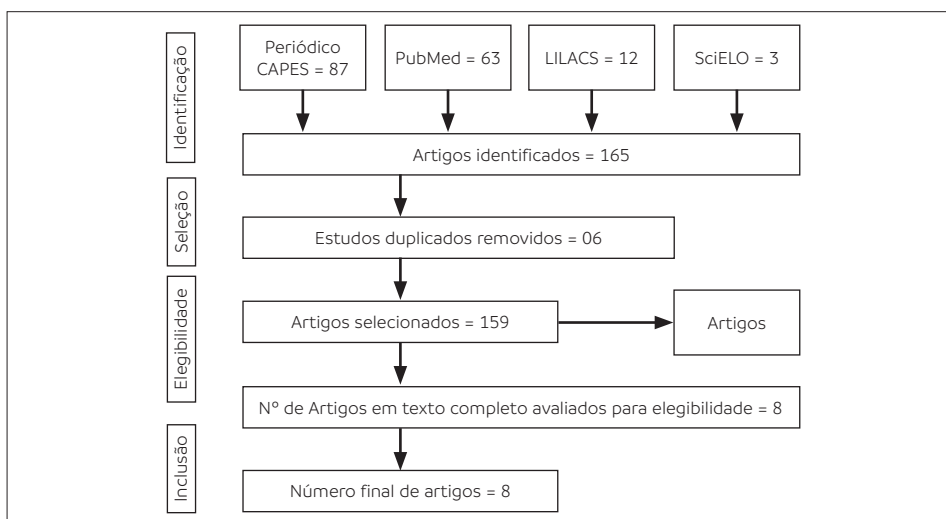 Identificação
Periódico
CAPES = 87
PubMed = 63
LILACS = 12
SciELO = 3
Artigos identificados = 165
Seleção
Estudos duplicados removidos = 06
Elegibilidade
Artigos selecionados = 159
Artigos
Nº de Artigos em texto completo avaliados para elegibilidade = 8
Inclusão
Número final de artigos = 8